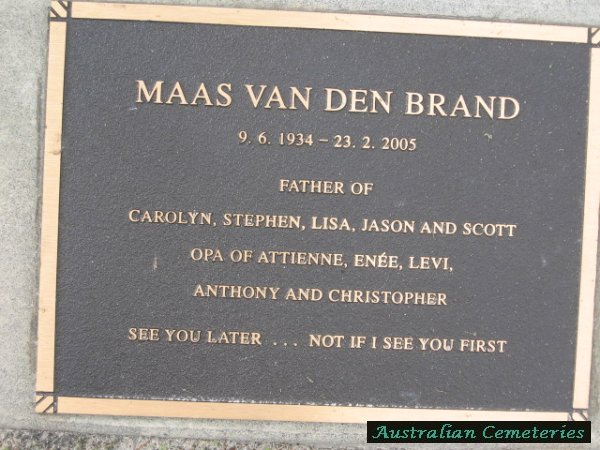 MAAS VAN DEN BRAND
9. 6. 1934 – 23. 2. 2005
FATHER OF
CAROLYN, STEPHEN, LISA, JASON AND SCOTT
OPA OF ATTIENNE, ENÉE, LEVI,
ANTHONY AND CHRISTOPHER
SEE YOU LATER ... NOT IF I SEE YOU FIRST
Australian Cemeteries